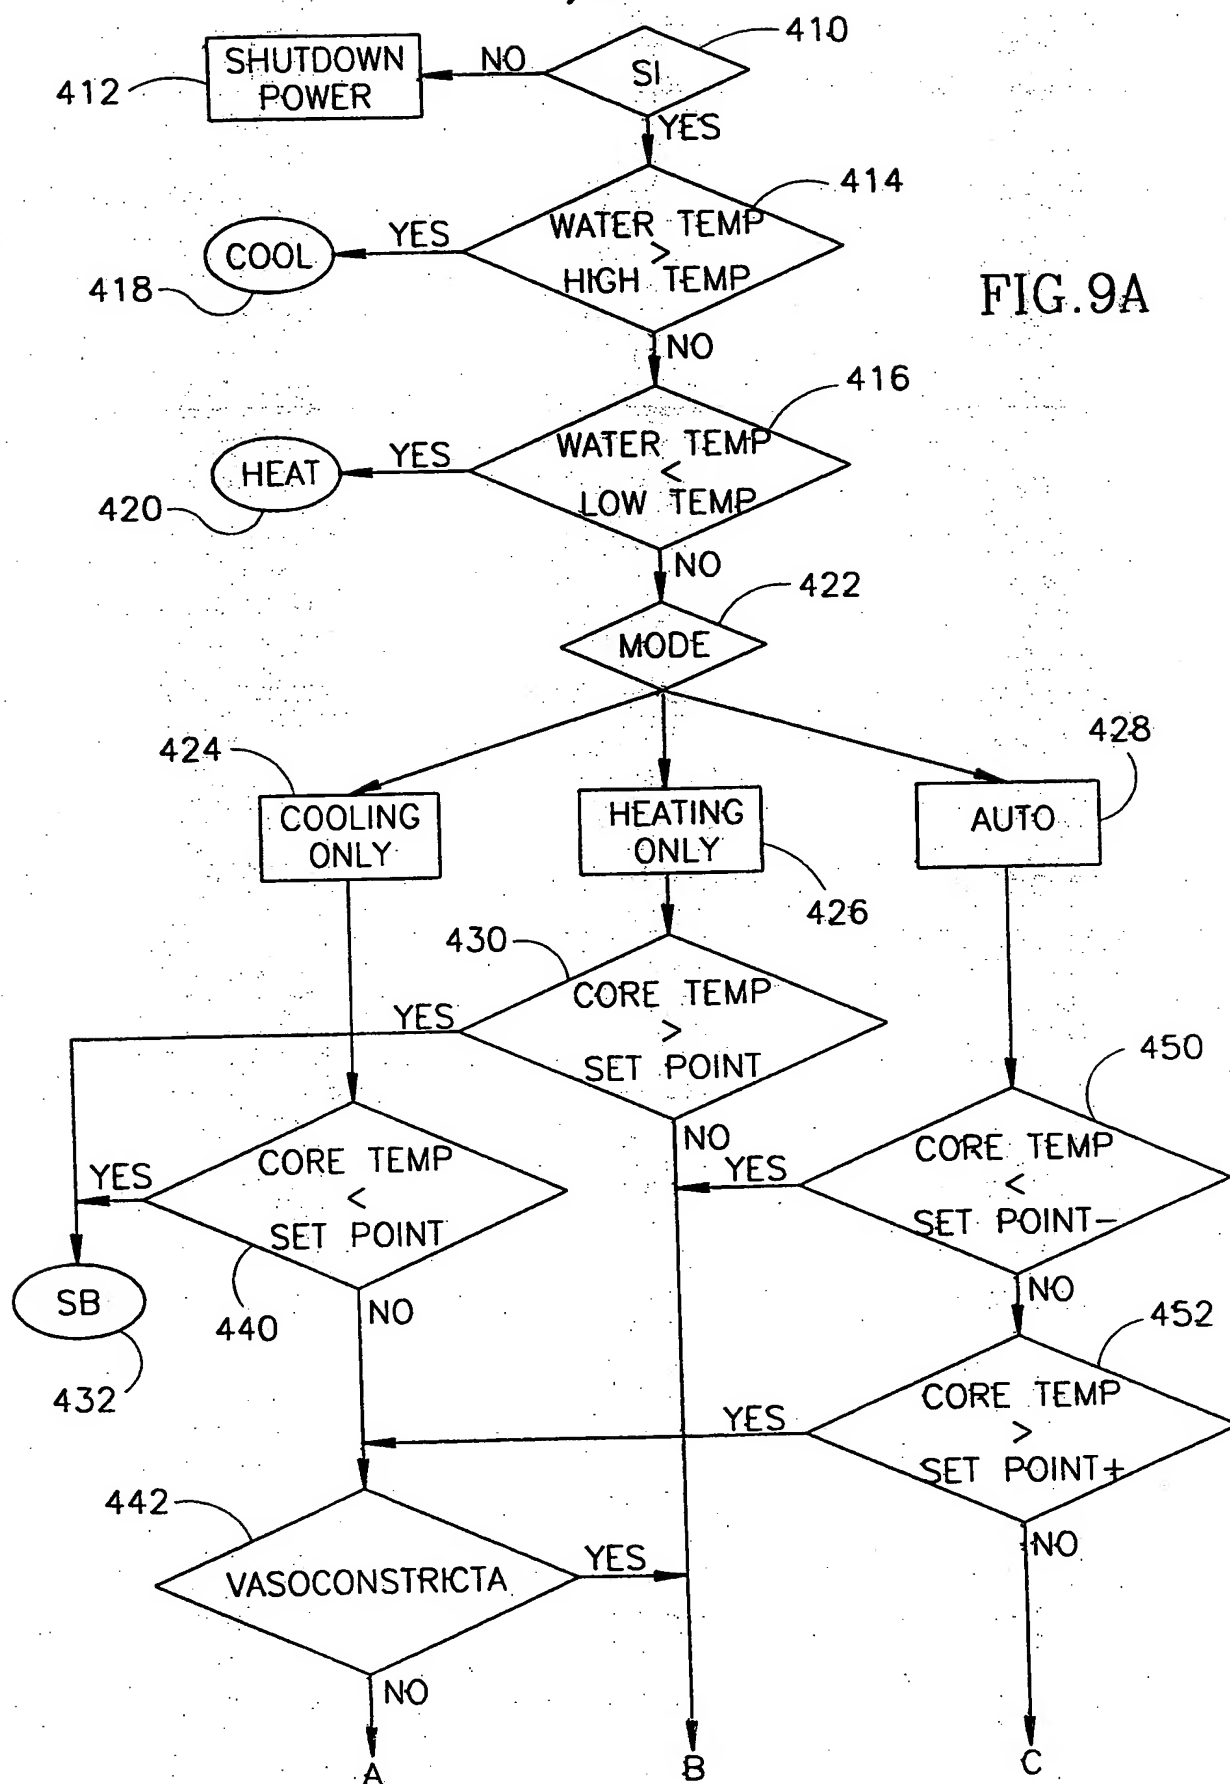 410
SI
NO
SHUTDOWN
POWER
412
YES
414
WATER TEMP
>
HIGH TEMP
YES
COOL
418
FIG.9A
NO
416
WATER TEMP
<
LOW TEMP
YES
HEAT
420
NO
422
MODE
424
428
COOLING
ONLY
HEATING
ONLY
AUTO
426
430
CORE TEMP
>
SET POINT
YES
450
NO
CORE TEMP
<
SET POINT-
YES
CORE TEMP
<
SET POINT
YES
SB
440
NO
432
NO
452
CORE TEMP
>
SET POINT+
YES
442
VASOCONSTRICTA
YES
NO
NO
A
B
C